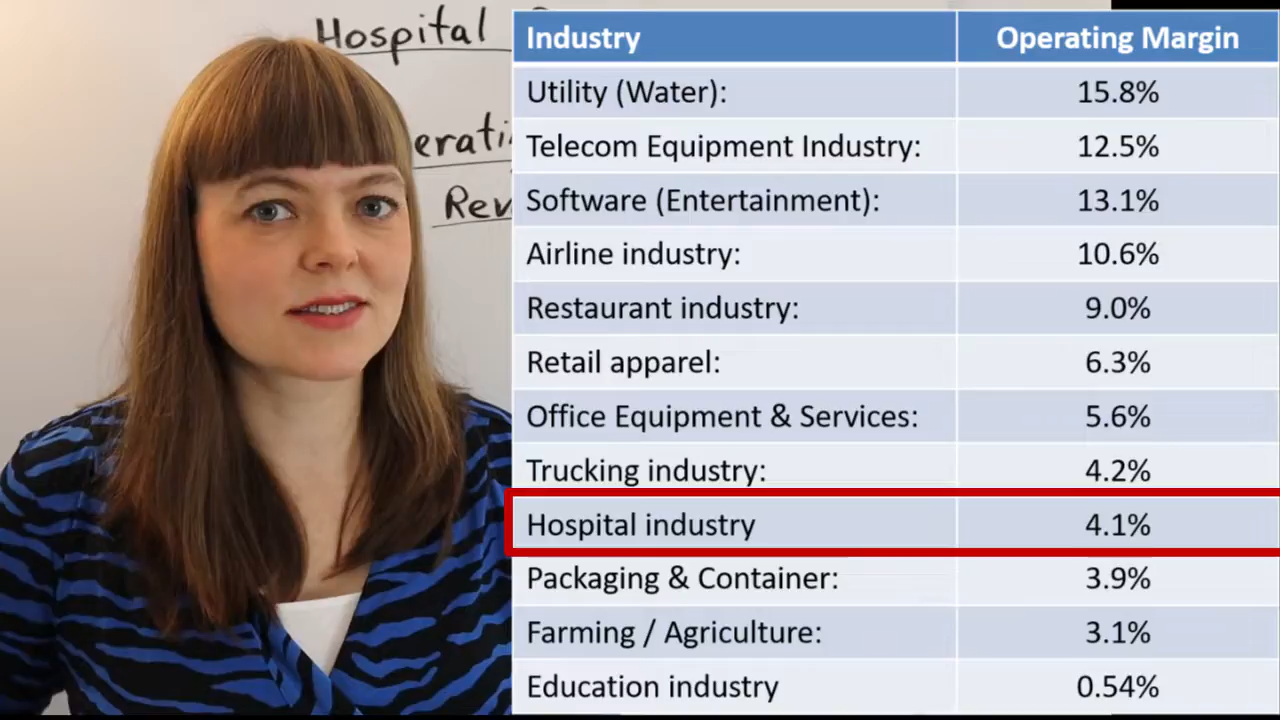 Hospital
erati
Rev
Industry Operating Margin
Utility (Water): 15.8%
Telecom Equipment Industry: 12.5%
Software (Entertainment): 13.1%
Airline industry: 10.6%
Restaurant industry: 9.0%
Retail apparel: 6.3%
Office Equipment & Services: 5.6%
Trucking industry: 4.2%
Hospital industry 4.1%
Packaging & Container: 3.9%
Farming / Agriculture: 3.1%
Education industry 0.54%